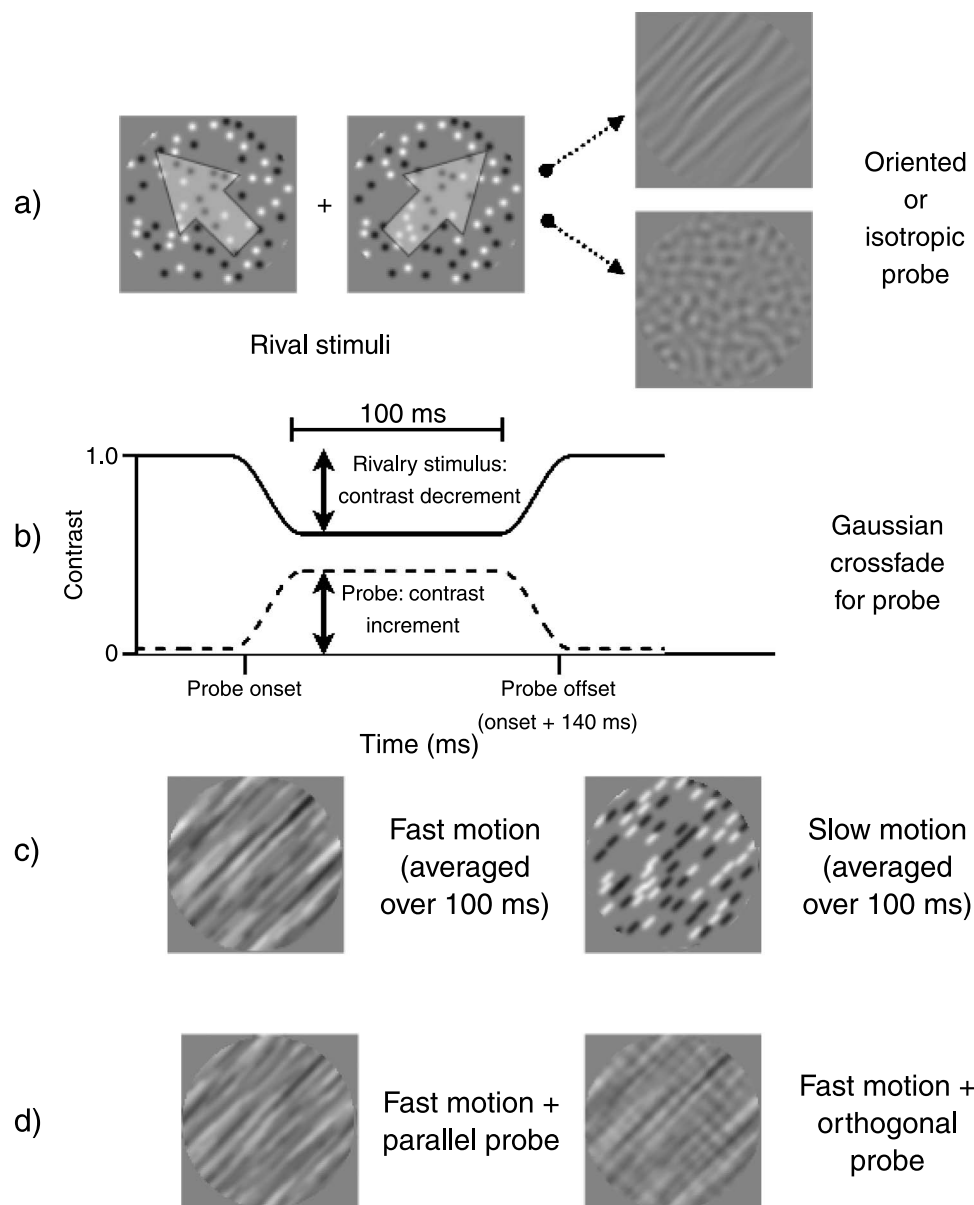 a)
+
Rival stimuli
Oriented
or
isotropic
probe
b)
100 ms
1.0
Contrast
0
Rivalry stimulus:
contrast decrement
Probe: contrast
increment
Gaussian
crossfade
for probe
Probe onset
Probe offset
(onset + 140 ms)
Time (ms)
c)
Fast motion
(averaged
over 100 ms)
Slow motion
(averaged
over 100 ms)
d)
Fast motion +
parallel probe
Fast motion +
orthogonal
probe